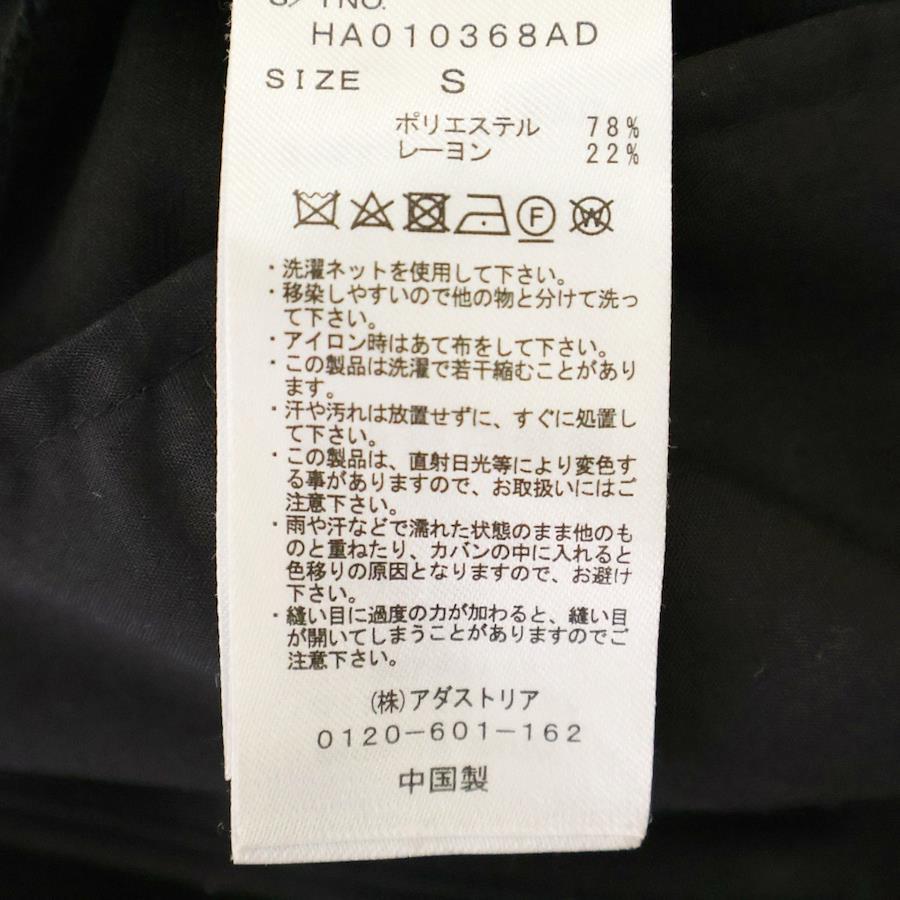 HA010368AD
SIZE S
ポリエステル 78%
レーヨン 22%
F W
・洗濯ネットを使用して下さい。
・移染しやすいので他の物と分けて洗っ
て下さい。
・アイロン時はあて布をして下さい。
・この製品は洗濯で若干縮むことがあり
ます。
・汗や汚れは放置せずに、すぐに処置し
て下さい。
・この製品は、直射日光等により変色す
る事がありますので、お取扱いにはご
注意下さい。
・雨や汗などで濡れた状態のまま他のも
のと重ねたり、カバンの中に入れると
色移りの原因となりますので、お避け
下さい。
・縫い目に過度の力が加わると、縫い目
が開いてしまうことがありますのでご
注意下さい。
(株)アダストリア
0120-601-162
中国製